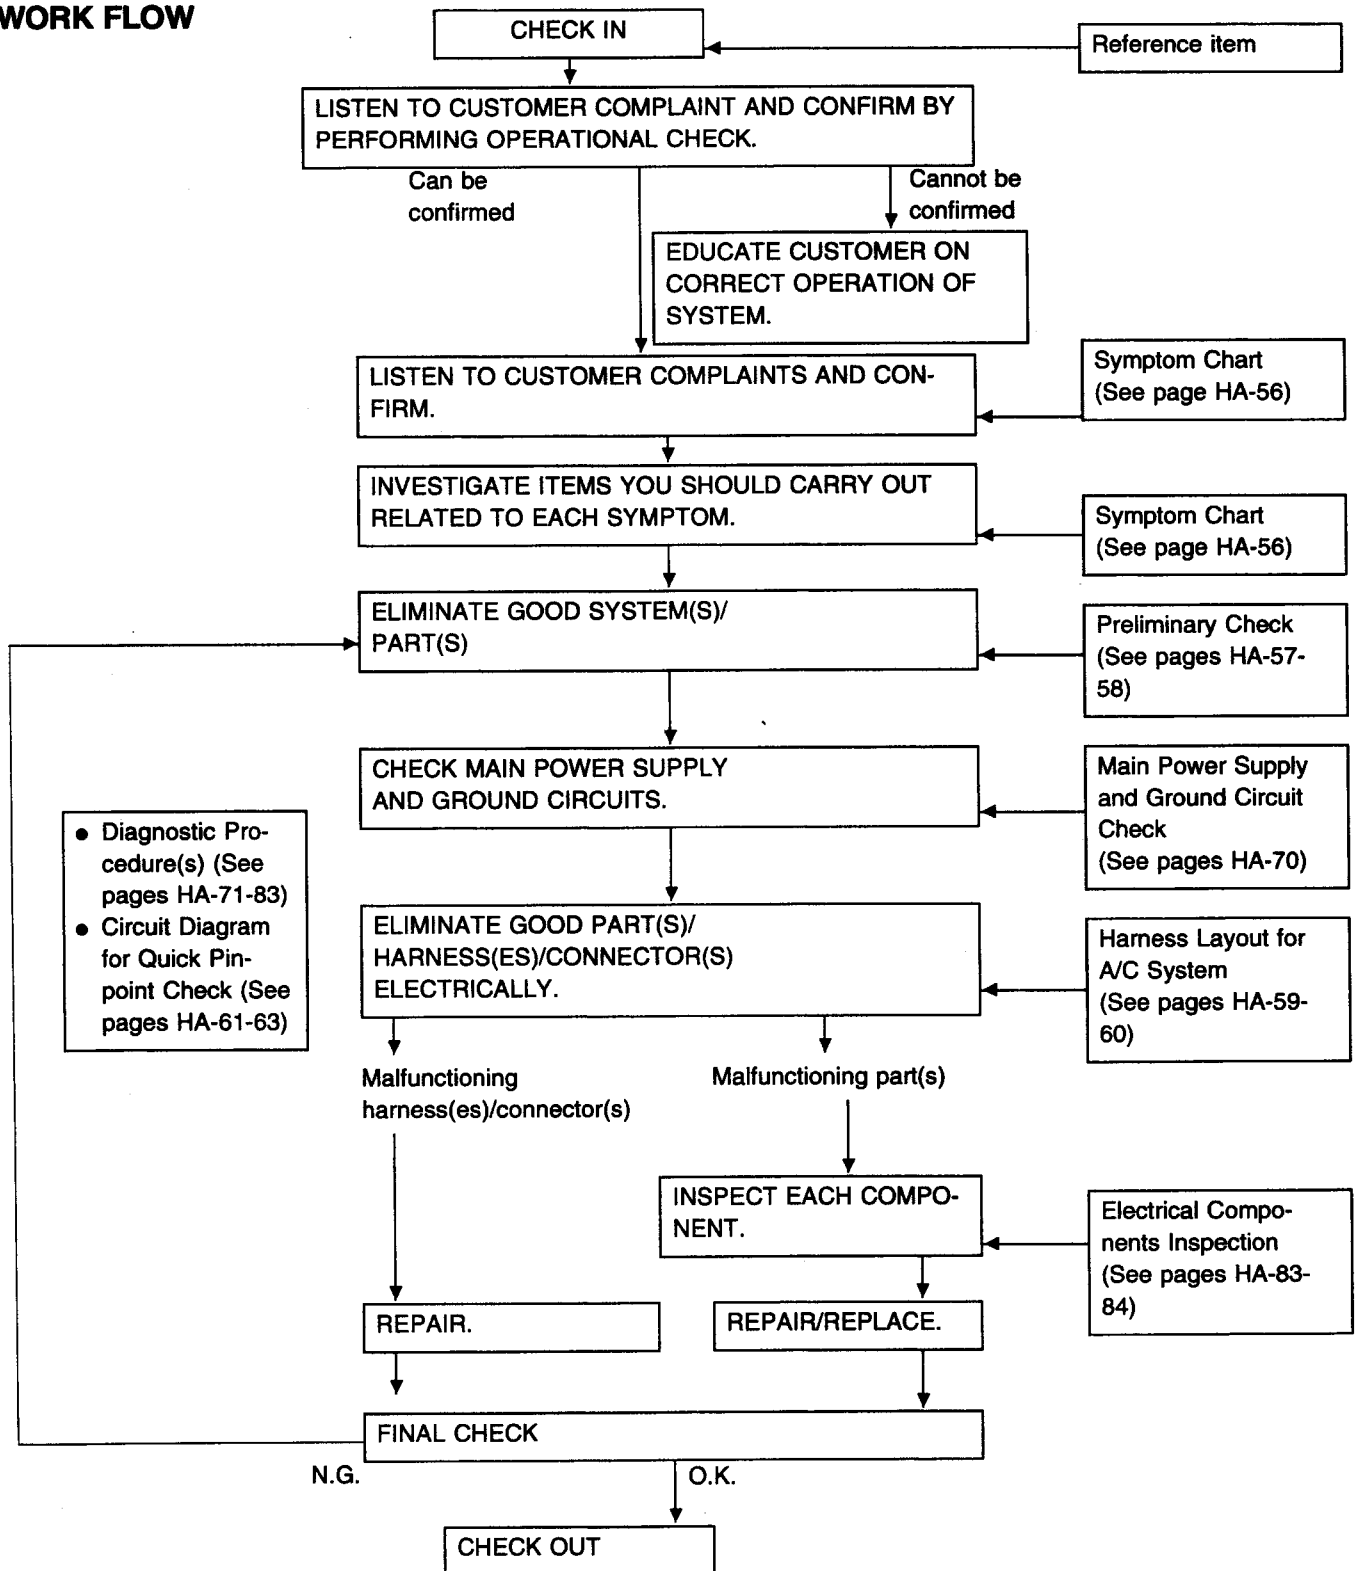 WORK FLOW
CHECK IN
Reference item
LISTEN TO CUSTOMER COMPLAINT AND CONFIRM BY
PERFORMING OPERATIONAL CHECK.
Can be
confirmed
Cannot be
confirmed
EDUCATE CUSTOMER ON
CORRECT OPERATION OF
SYSTEM.
LISTEN TO CUSTOMER COMPLAINTS AND CON-
FIRM.
Symptom Chart
(See page HA-56)
INVESTIGATE ITEMS YOU SHOULD CARRY OUT
RELATED TO EACH SYMPTOM.
Symptom Chart
(See page HA-56)
ELIMINATE GOOD SYSTEM(S)/
PART(S)
Preliminary Check
(See pages HA-57-
58)
CHECK MAIN POWER SUPPLY
AND GROUND CIRCUITS.
Main Power Supply
and Ground Circuit
Check
(See pages HA-70)
● Diagnostic Pro-
cedure(s) (See
pages HA-71-83)
● Circuit Diagram
for Quick Pin-
point Check (See
pages HA-61-63)
ELIMINATE GOOD PART(S)/
HARNESS(ES)/CONNECTOR(S)
ELECTRICALLY.
Harness Layout for
A/C System
(See pages HA-59-
60)
Malfunctioning
harness(es)/connector(s)
Malfunctioning part(s)
INSPECT EACH COMPO-
NENT.
Electrical Compo-
nents Inspection
(See pages HA-83-
84)
REPAIR.
REPAIR/REPLACE.
FINAL CHECK
N.G.
O.K.
CHECK OUT